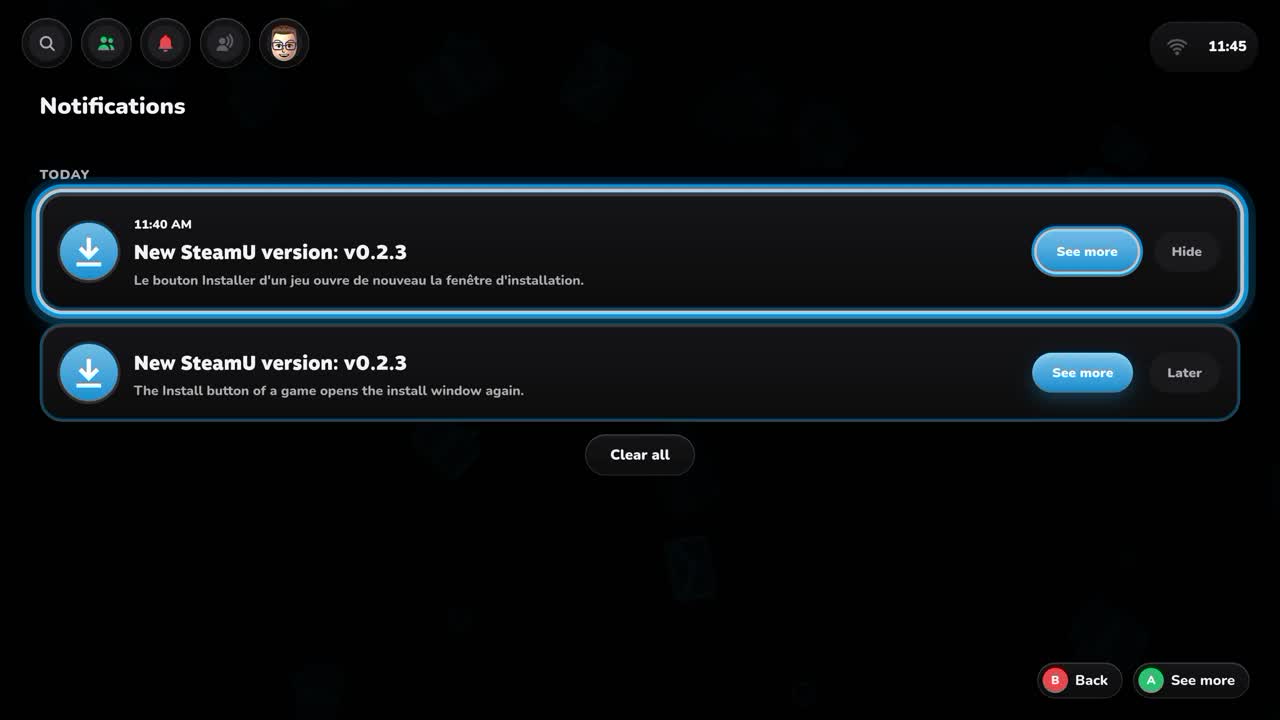 11:45
Notifications
TODAY
11:40 AM
New SteamU version: v0.2.3
Le bouton Installer d'un jeu ouvre de nouveau la fenêtre d'installation.
See more
Hide
New SteamU version: v0.2.3
The Install button of a game opens the install window again.
See more
Later
Clear all
B Back
A See more